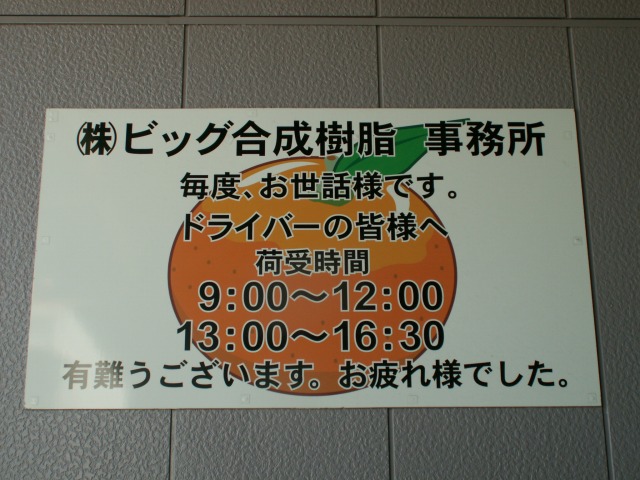 ㈱ビッグ合成樹脂 事務所
毎度、お世話様です。
ドライバーの皆様へ
荷受時間
9:00～12:00
13:00～16:30
有難うございます。お疲れ様でした。